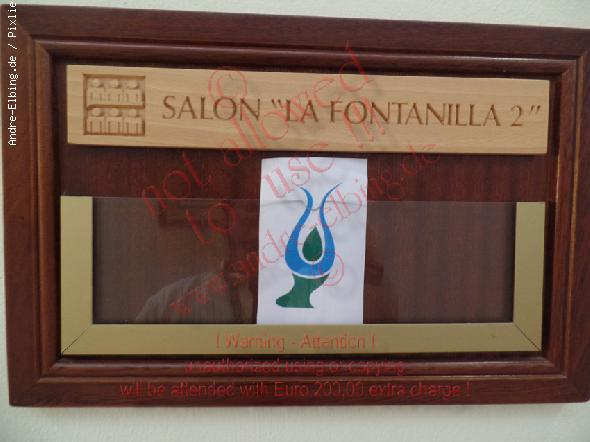 Andre-Elbing.de / Pixlie
SALON "LA FONTANILLA 2"
©
not allowed
to use !!!
www.andre-elbing.de
©
! Warning - Attention !
unauthorized using or copying
will be attended with Euro 200,00 extra charge !